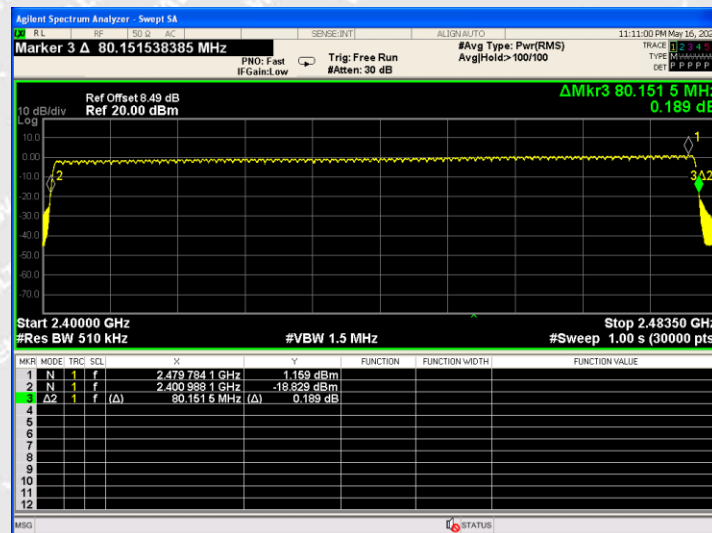 Agilent Spectrum Analyzer - Swept SA
RL RF 50 Ω AC SENSE:INT ALIGN AUTO 11:11:00 PM May 16, 202
Marker 3 Δ 80.151538385 MHz
PNO: Fast
IFGain:Low
Trig: Free Run
#Atten: 30 dB
#Avg Type: Pwr(RMS)
Avg|Hold:>100/100
TRACE 1 2 3 4 5
TYPE M
DET P P P P P
ΔMkr3 80.151 5 MHz
0.189 dB
Ref Offset 8.49 dB
10 dB/div Ref 20.00 dBm
Log
10.0
0.00
-10.0
-20.0
-30.0
-40.0
-50.0
-60.0
-70.0
1
2
3Δ2
Start 2.40000 GHz Stop 2.48350 GHz
#Res BW 510 kHz #VBW 1.5 MHz #Sweep 1.00 s (30000 pts
MKR MODE TRC SCL X Y FUNCTION FUNCTION WIDTH FUNCTION VALUE
1 N 1 f 2.479 784 1 GHz 1.159 dBm
2 N 1 f 2.400 988 1 GHz -18.829 dBm
3 Δ2 1 f (Δ) 80.151 5 MHz (Δ) 0.189 dB
4
5
6
7
8
9
10
11
12
MSG STATUS